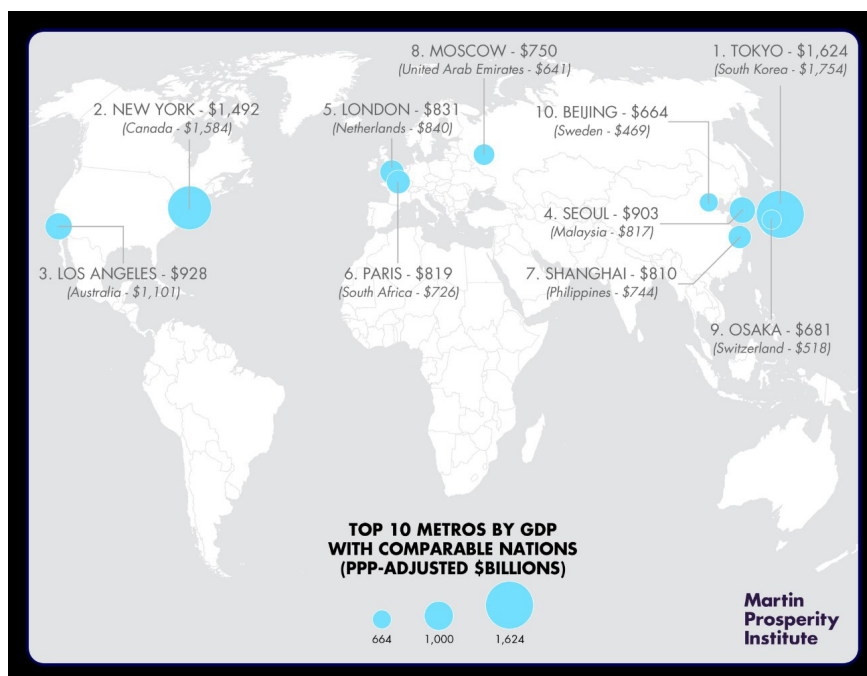 8. MOSCOW - $750
(United Arab Emirates - $641)
1. TOKYO - $1,624
(South Korea - $1,754)
2. NEW YORK - $1,492
(Canada - $1,584)
5. LONDON - $831
(Netherlands - $840)
10. BEIJING - $664
(Sweden - $469)
4. SEOUL - $903
(Malaysia - $817)
3. LOS ANGELES - $928
(Australia - $1,101)
6. PARIS - $819
(South Africa - $726)
7. SHANGHAI - $810
(Philippines - $744)
9. OSAKA - $681
(Switzerland - $518)
TOP 10 METROS BY GDP
WITH COMPARABLE NATIONS
(PPP-ADJUSTED $BILLIONS)
664
1,000
1,624
Martin
Prosperity
Institute